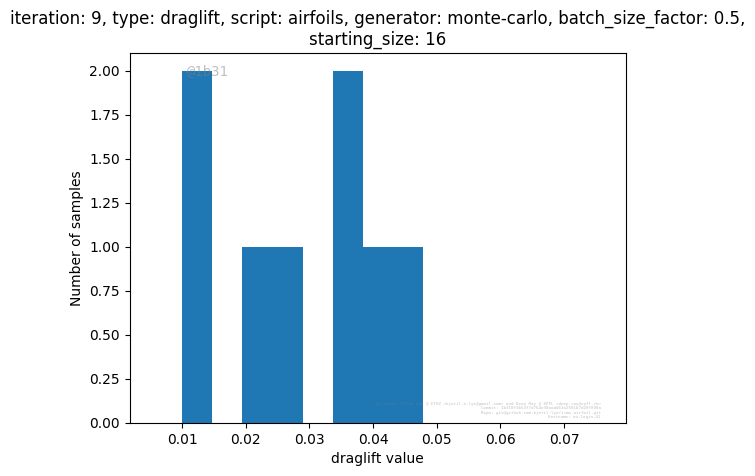 iteration: 9, type: draglift, script: airfoils, generator: monte-carlo, batch_size_factor: 0.5,
starting_size: 16
@1b31
2.00
1.75
1.50
1.25
1.00
0.75
0.50
0.25
0.00
Number of samples
0.01 0.02 0.03 0.04 0.05 0.06 0.07
draglift value